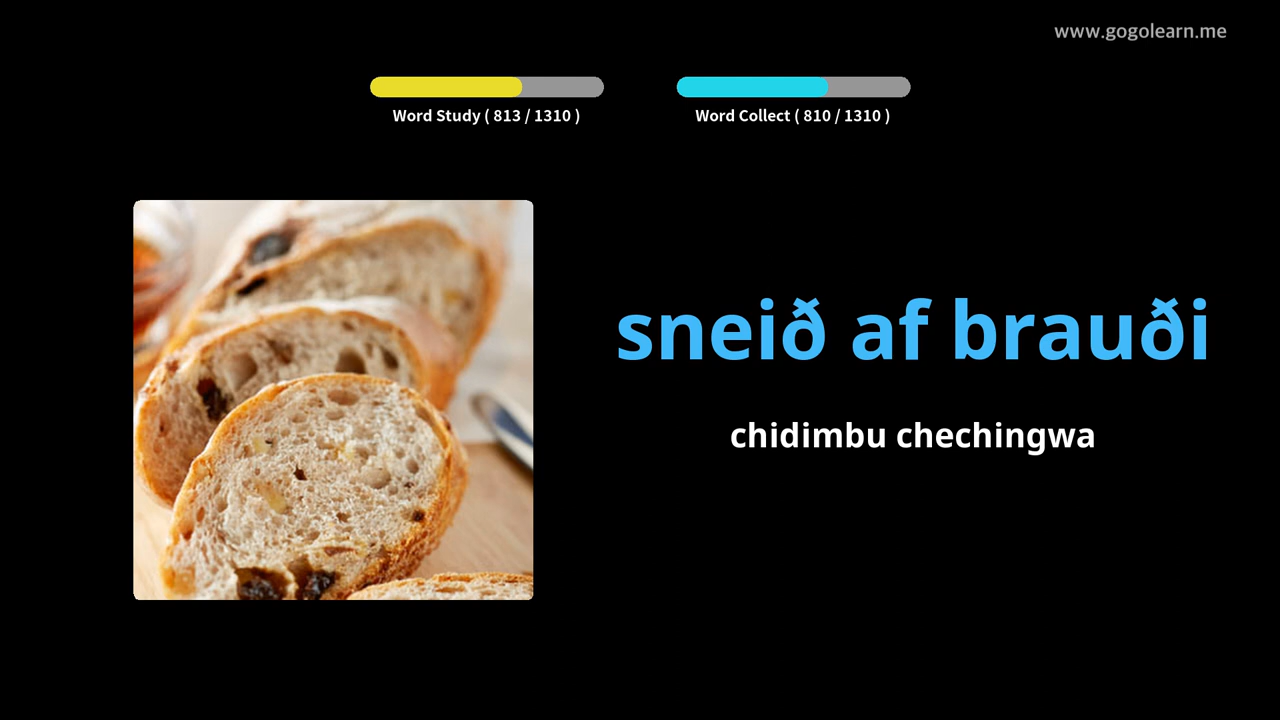 www.gogolearn.me
Word Study ( 813 / 1310 )
Word Collect ( 810 / 1310 )
sneið af brauði
chidimbu chechingwa